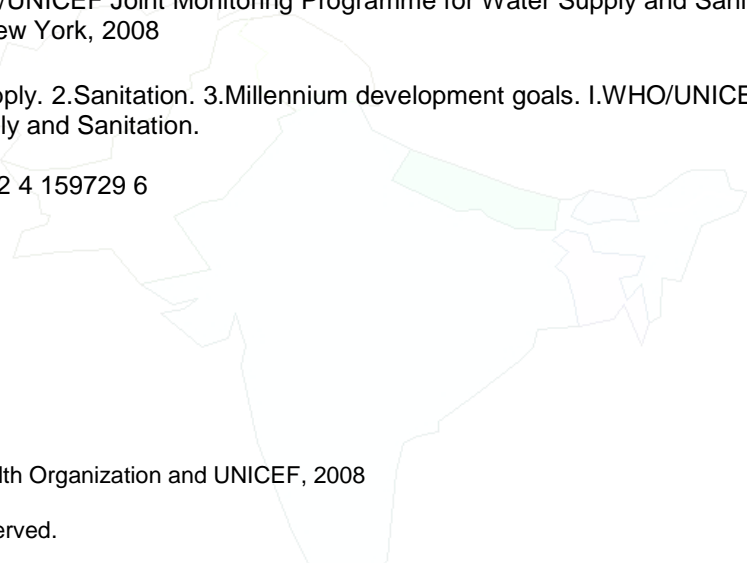 /UNICEF Joint Monitoring Programme for Water Supply and Sani
ew York, 2008
pply. 2.Sanitation. 3.Millennium development goals. I.WHO/UNICE
ly and Sanitation.
2 4 159729 6
lth Organization and UNICEF, 2008
erved.